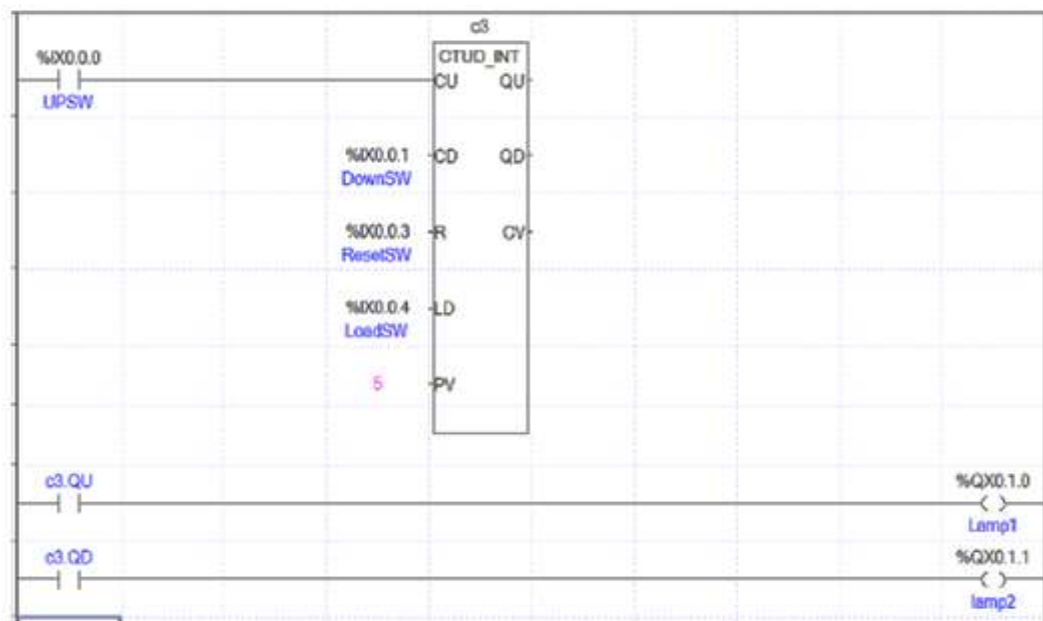 c3
%IX0.0.0
CTUD_INT
CU QU
UPSW
%IX0.0.1 CD QD
DownSW
%IX0.0.3 R CV
ResetSW
%IX0.0.4 LD
LoadSW
5 PV
c3.QU %QX0.1.0
Lamp1
c3.QD %QX0.1.1
lamp2